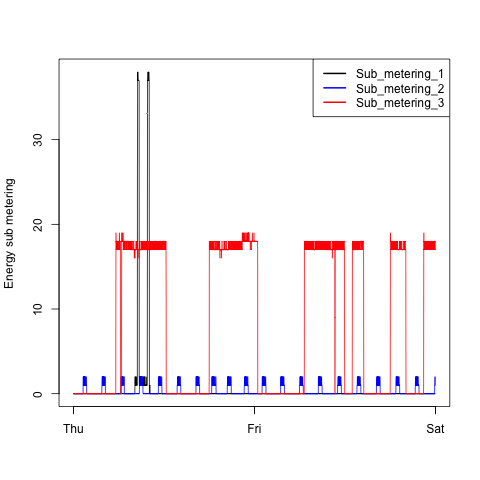 Sub_metering_1
Sub_metering_2
Sub_metering_3
Energy sub metering
30
20
10
0
Thu Fri Sat